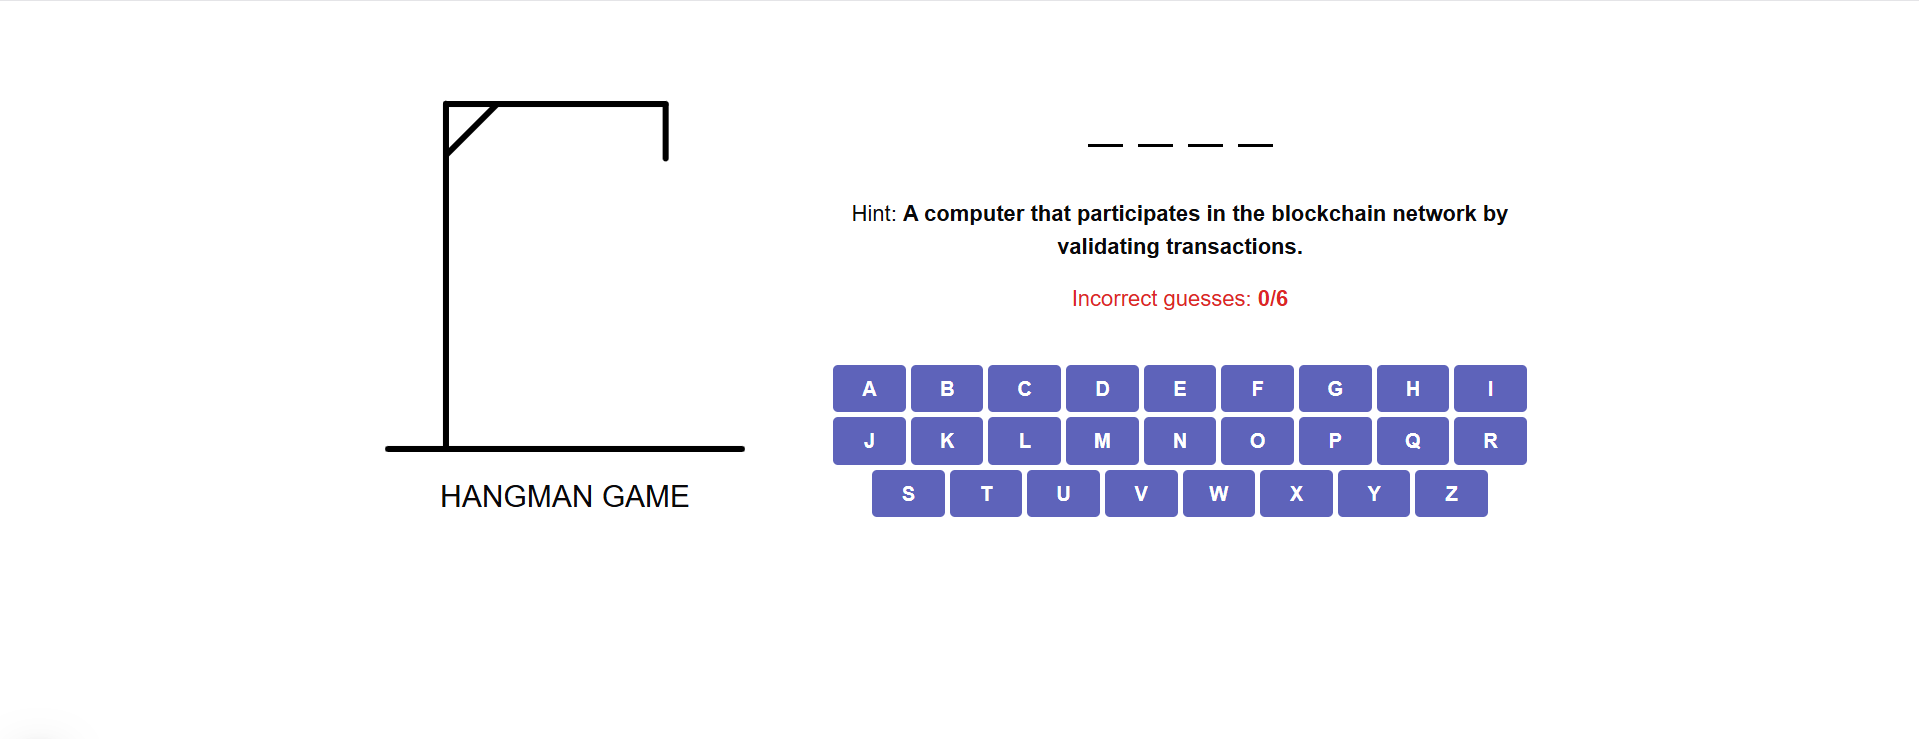 Hint: A computer that participates in the blockchain network by
validating transactions.
Incorrect guesses: 0/6
A B C D E F G H I
J K L M N O P Q R
S T U V W X Y Z
HANGMAN GAME